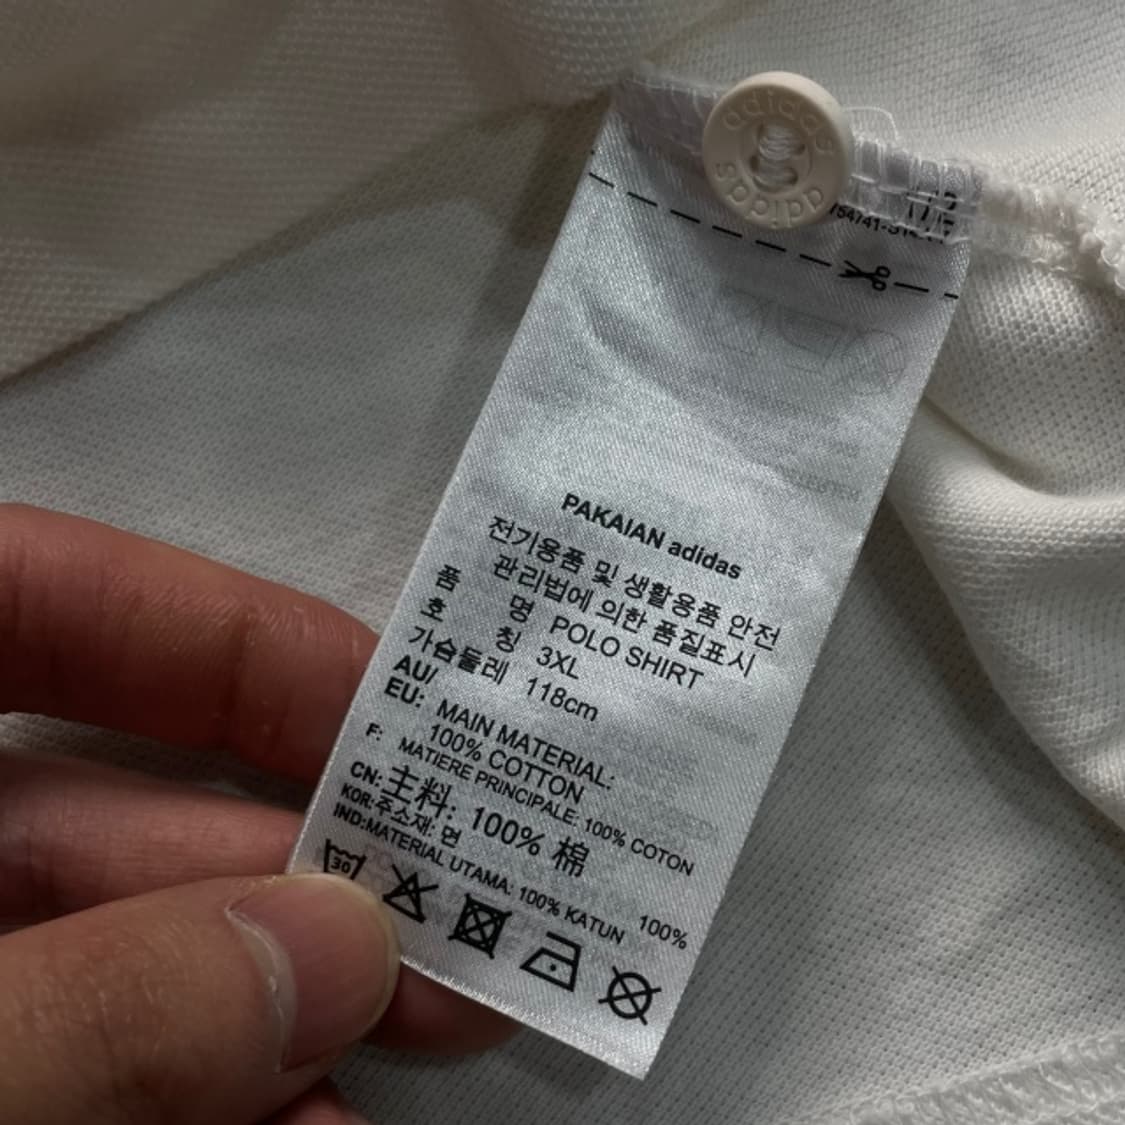 adidas
adidas
PAKAIAN adidas
전기용품 및 생활용품 안전
관리법에 의한 품질표시
품 명 POLO SHIRT
호 칭 3XL
가슴둘레 118cm
AU/
EU: MAIN MATERIAL:
100% COTTON
F: MATIERE PRINCIPALE: 100% COTON
CN: 主料: 100% 棉
KOR:주소재: 면 100%
IND:MATERIAL UTAMA: 100% KATUN
30